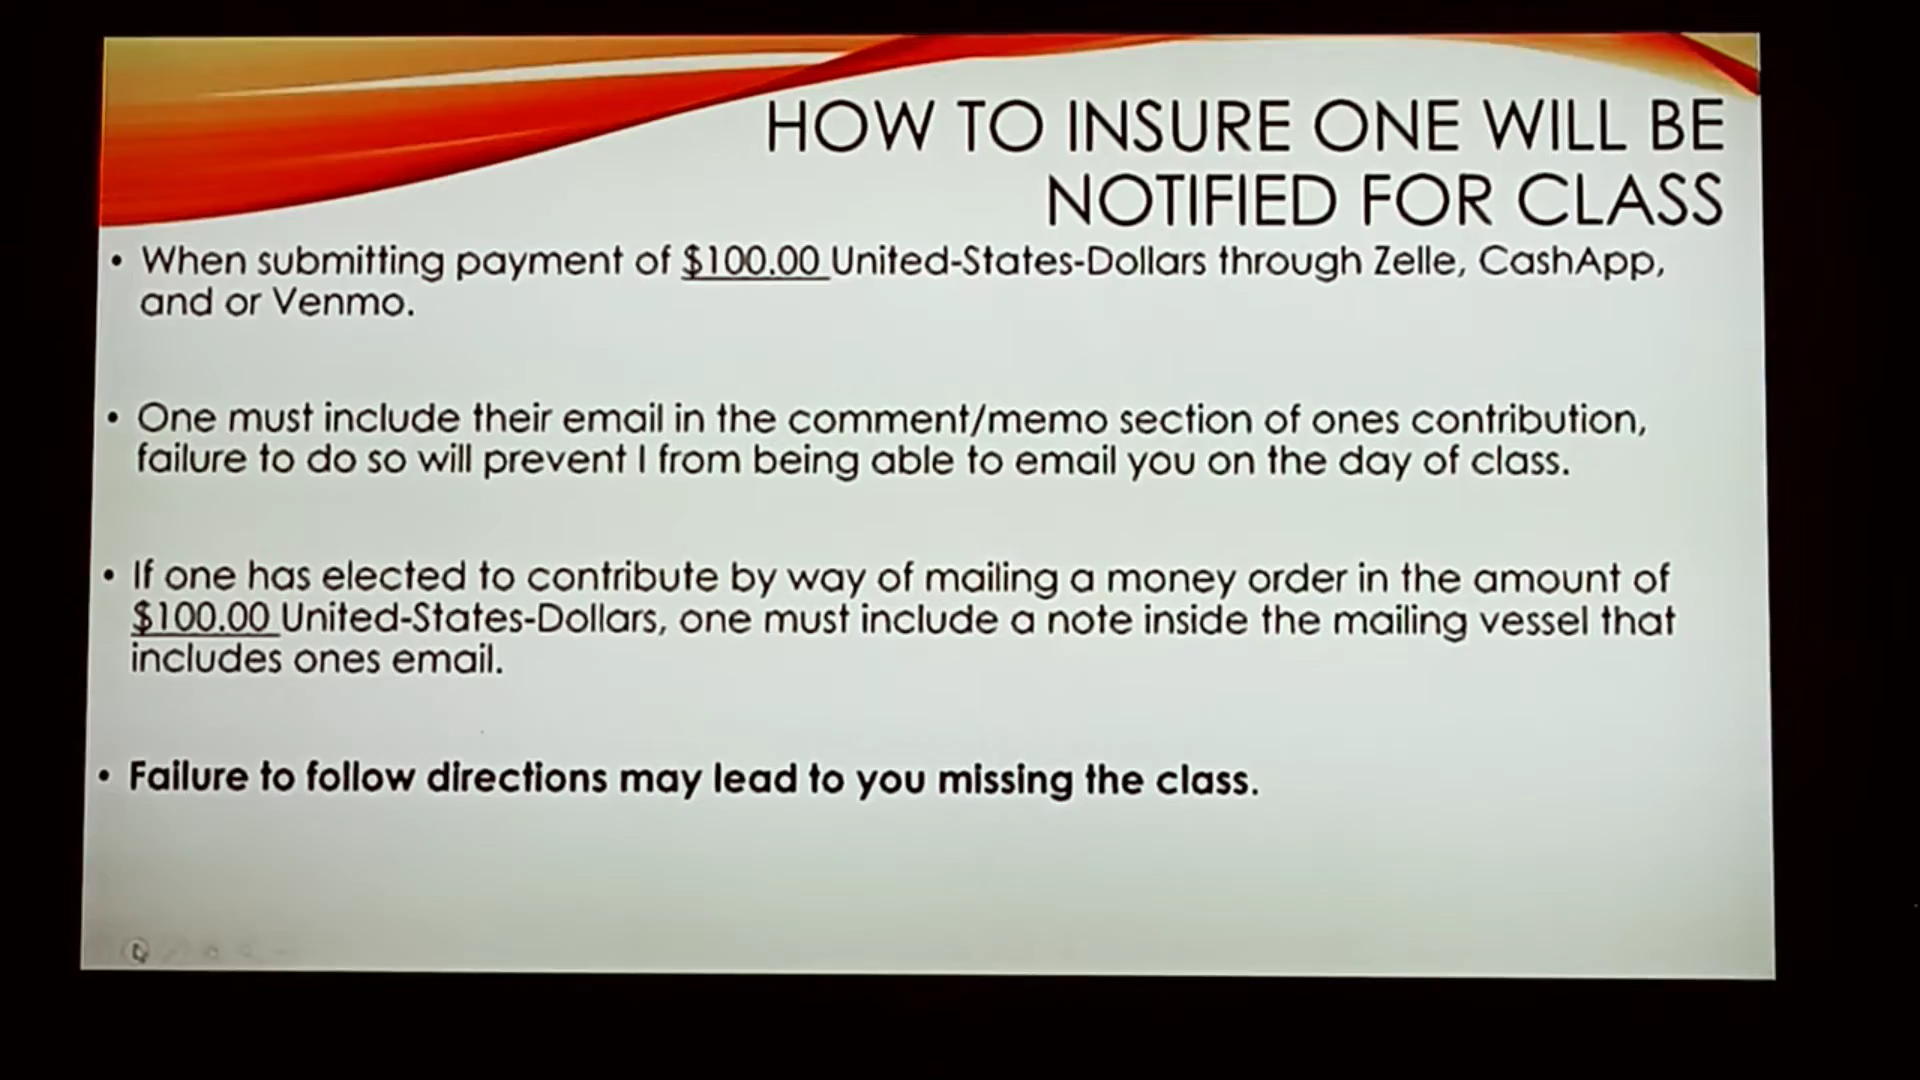 HOW TO INSURE ONE WILL BE
NOTIFIED FOR CLASS
• When submitting payment of $100.00 United-States-Dollars through Zelle, CashApp,
and or Venmo.
• One must include their email in the comment/memo section of ones contribution,
failure to do so will prevent I from being able to email you on the day of class.
• If one has elected to contribute by way of mailing a money order in the amount of
$100.00 United-States-Dollars, one must include a note inside the mailing vessel that
includes ones email.
• Failure to follow directions may lead to you missing the class.